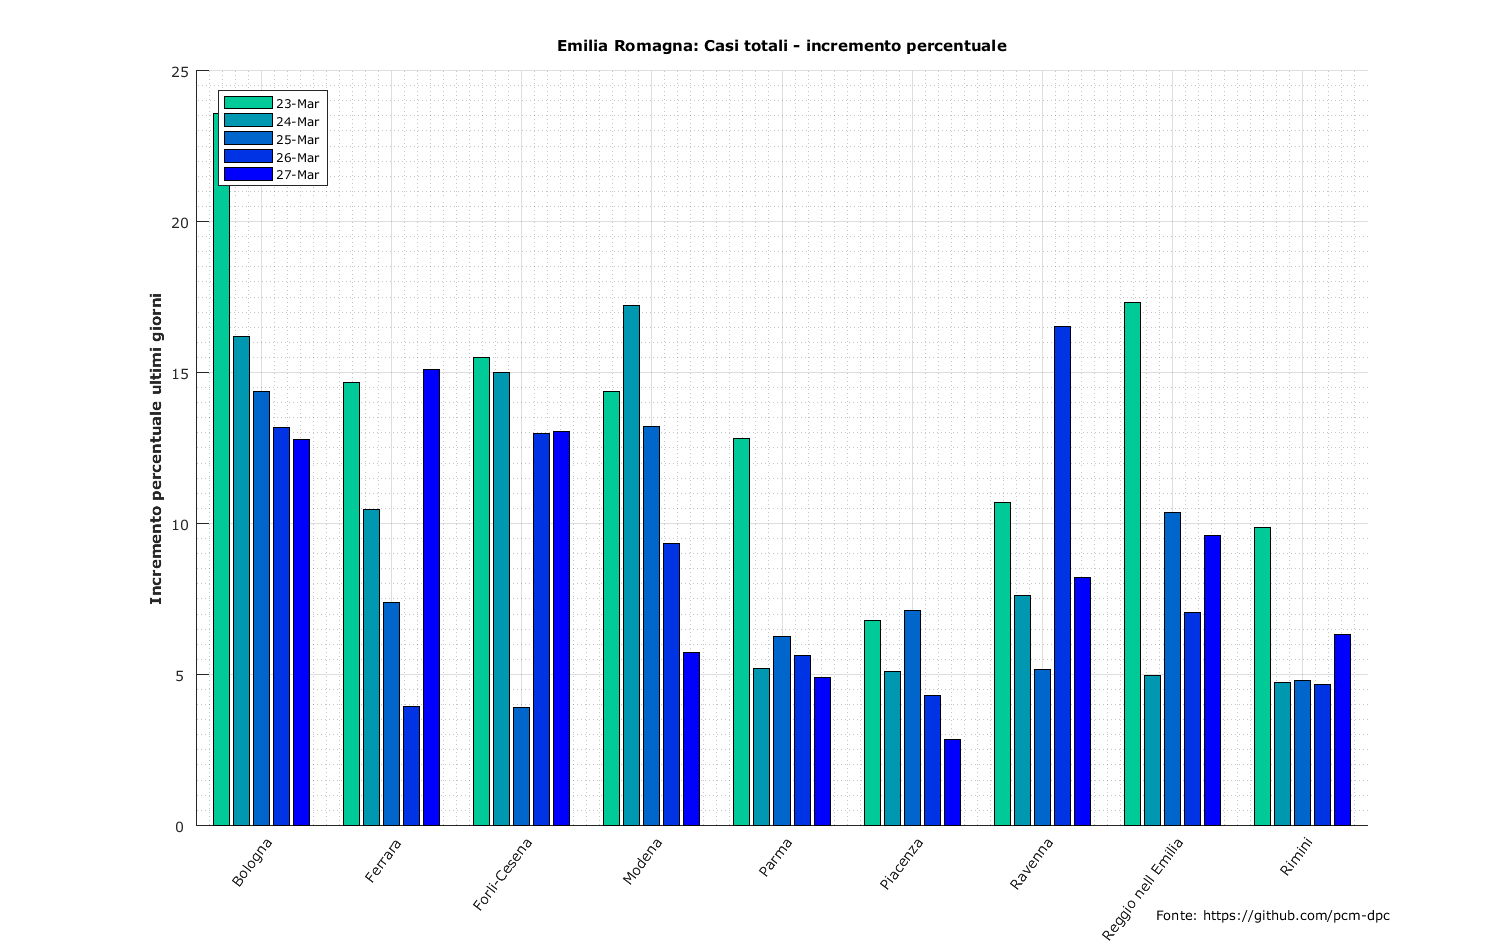 Emilia Romagna: Casi totali - incremento percentuale
25
20
15
10
5
0
Incremento percentuale ultimi giorni
23-Mar
24-Mar
25-Mar
26-Mar
27-Mar
Bologna
Ferrara
Forlì-Cesena
Modena
Parma
Piacenza
Ravenna
Reggio nell Emilia
Rimini
Fonte: https://github.com/pcm-dpc